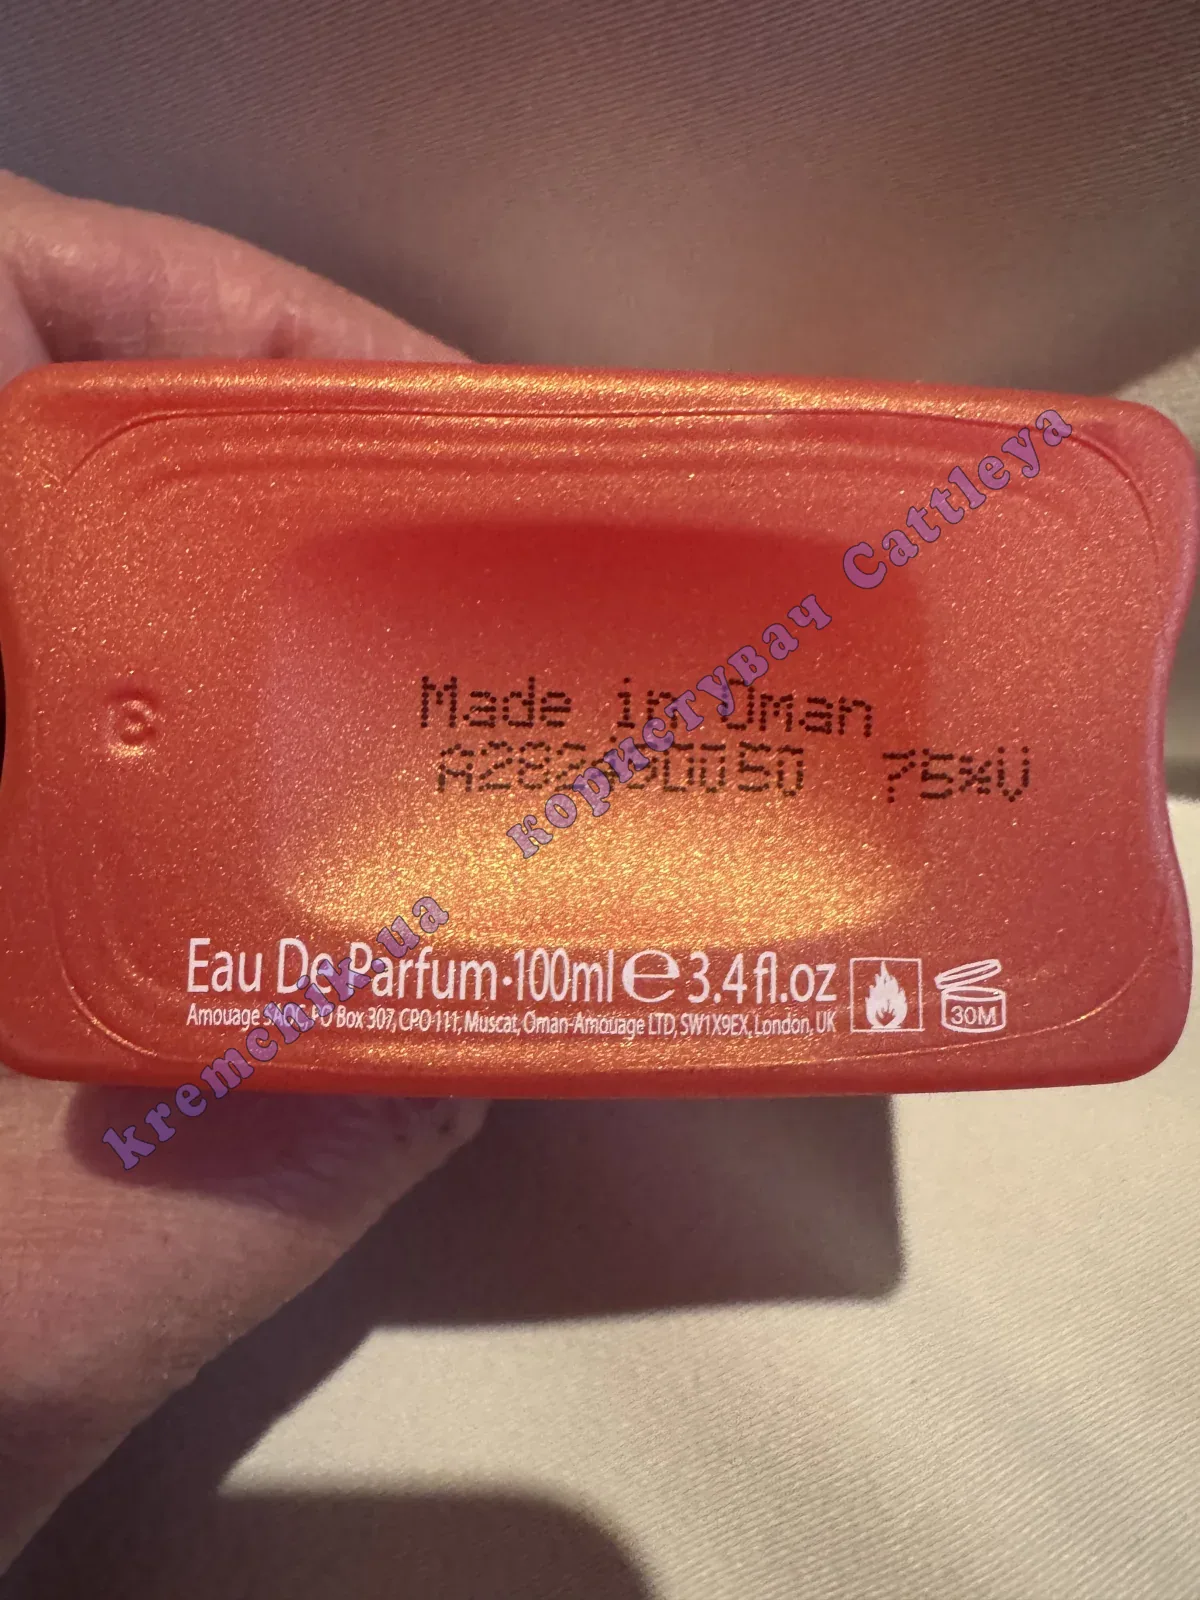 Made in Oman
75%V
Eau De Parfum·100ml ℮ 3.4 fl.oz
Amouage SAOC, PO Box 307, CPO 111, Muscat, Oman-Amouage LTD, SW1X9EX, London, UK
30M
kremchik.ua користувач Cattleya